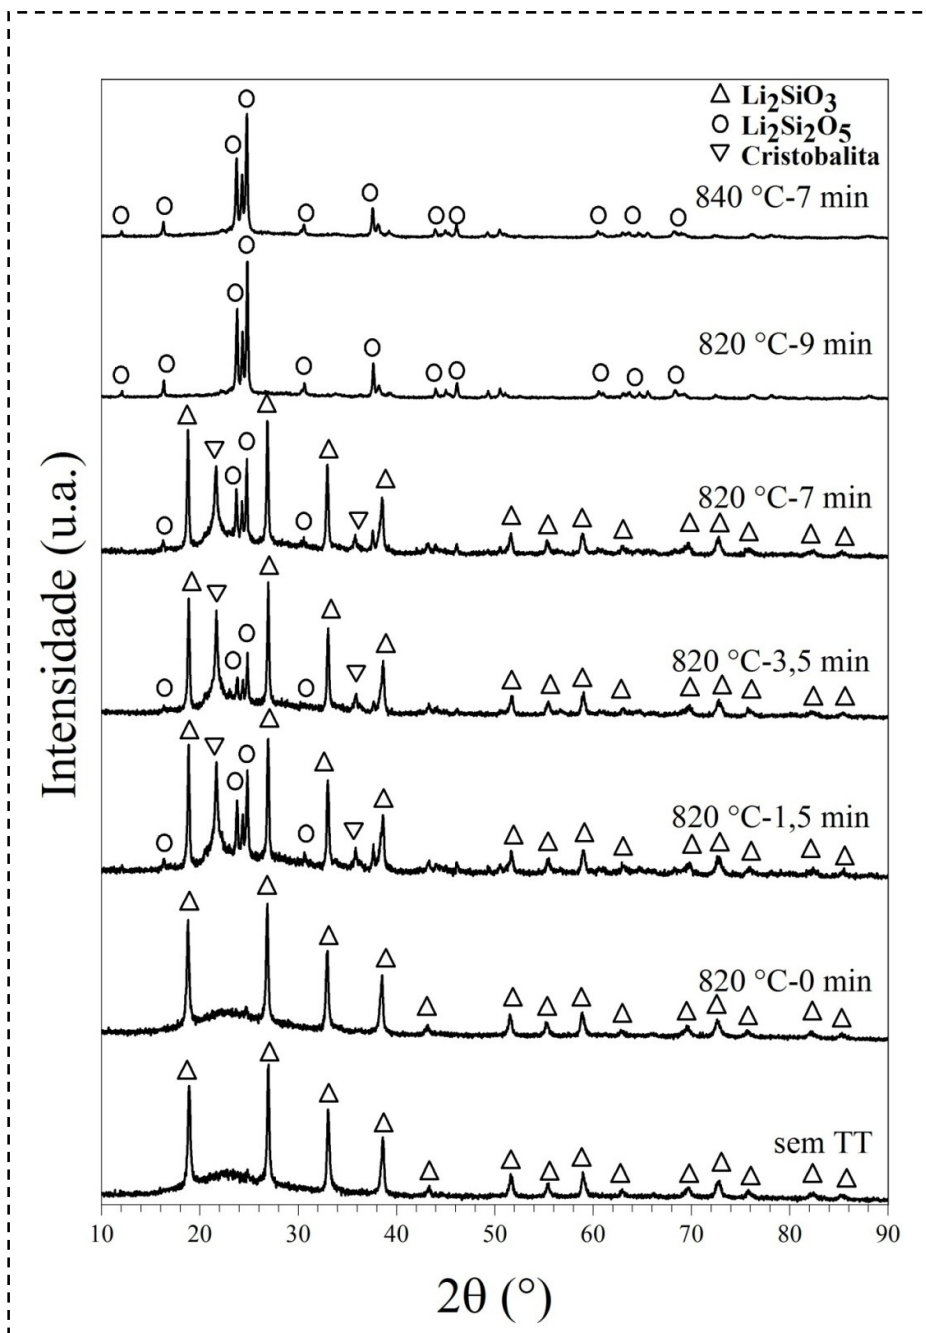 △ Li2SiO3
○ Li2Si2O5
▽ Cristobalita
840 °C-7 min
820 °C-9 min
820 °C-7 min
820 °C-3,5 min
820 °C-1,5 min
820 °C-0 min
sem TT
Intensidade (u.a.)
10 20 30 40 50 60 70 80 90
2θ (°)